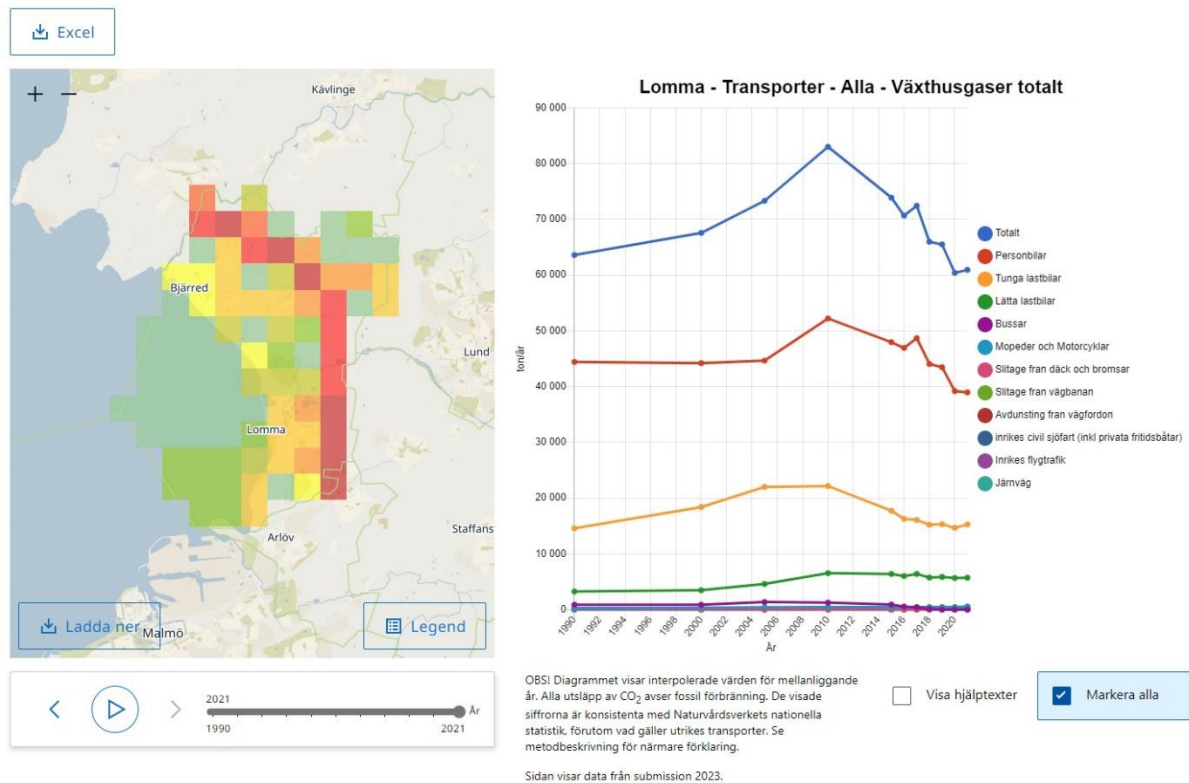 Excel
+ −
Kävlinge
Bjärred
Lund
Lomma
Staffans
Arlöv
Malmö
Ladda ner
Legend
2021
År
1990
2021
Lomma - Transporter - Alla - Växthusgaser totalt
90 000
80 000
70 000
60 000
50 000
40 000
30 000
20 000
10 000
0
ton/år
1990
1992
1994
1996
1998
2000
2002
2004
2006
2008
2010
2012
2014
2016
2018
2020
År
Totalt
Personbilar
Tunga lastbilar
Lätta lastbilar
Bussar
Mopeder och Motorcyklar
Slitage från däck och bromsar
Slitage från vägbanan
Avdunsting från vägfordon
inrikes civil sjöfart (inkl privata fritidsbåtar)
Inrikes flygtrafik
Järnväg
OBS! Diagrammet visar interpolerade värden för mellanliggande
år. Alla utsläpp av CO₂ avser fossil förbränning. De visade
siffrorna är konsistenta med Naturvårdsverkets nationella
statistik, förutom vad gäller utrikes transporter. Se
metodbeskrivning för närmare förklaring.
Sidan visar data från submission 2023.
Visa hjälptexter
Markera alla